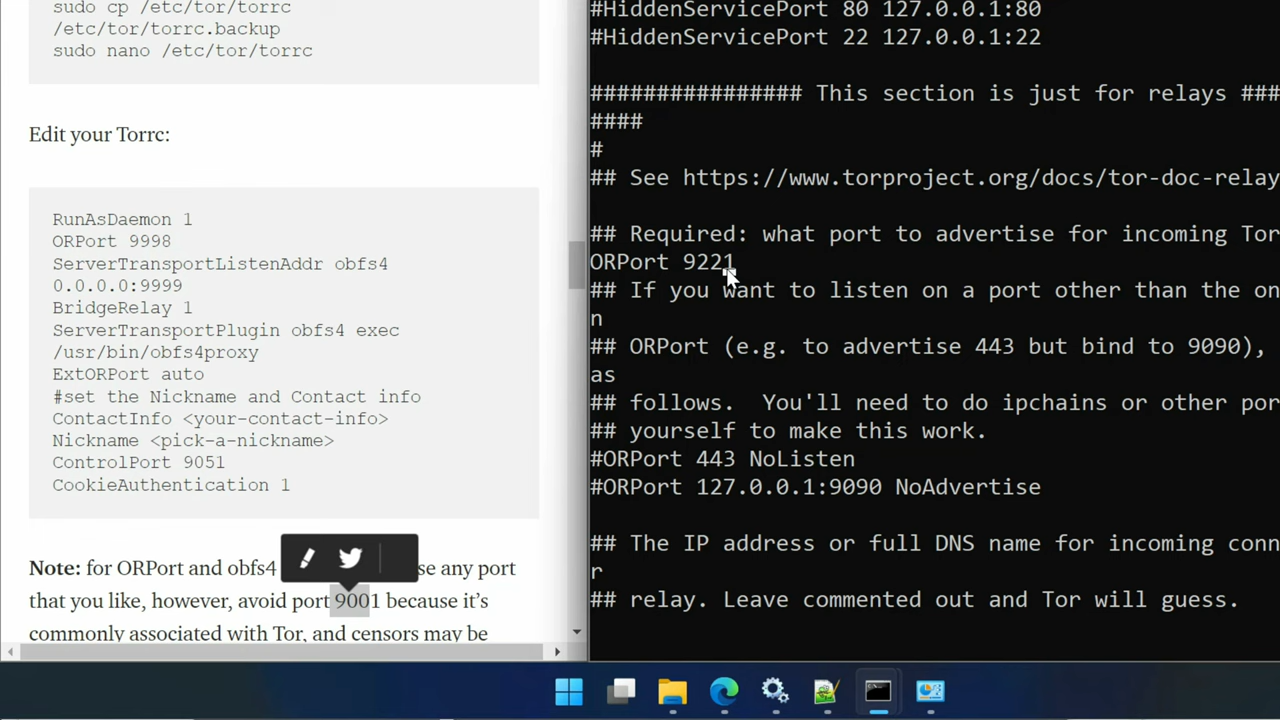 sudo cp /etc/tor/torrc
/etc/tor/torrc.backup
sudo nano /etc/tor/torrc
Edit your Torrc:
RunAsDaemon 1
ORPort 9998
ServerTransportListenAddr obfs4
0.0.0.0:9999
BridgeRelay 1
ServerTransportPlugin obfs4 exec
/usr/bin/obfs4proxy
ExtORPort auto
#set the Nickname and Contact info
ContactInfo <your-contact-info>
Nickname <pick-a-nickname>
ControlPort 9051
CookieAuthentication 1
Note: for ORPort and obfs4 se any port
that you like, however, avoid port 9001 because it's
commonly associated with Tor, and censors may be
#HiddenServicePort 80 127.0.0.1:80
#HiddenServicePort 22 127.0.0.1:22
################ This section is just for relays ###
####
#
## See https://www.torproject.org/docs/tor-doc-relay
## Required: what port to advertise for incoming Tor
ORPort 9221
## If you want to listen on a port other than the on
n
## ORPort (e.g. to advertise 443 but bind to 9090),
as
## follows.  You'll need to do ipchains or other por
## yourself to make this work.
#ORPort 443 NoListen
#ORPort 127.0.0.1:9090 NoAdvertise
## The IP address or full DNS name for incoming conn
r
## relay. Leave commented out and Tor will guess.